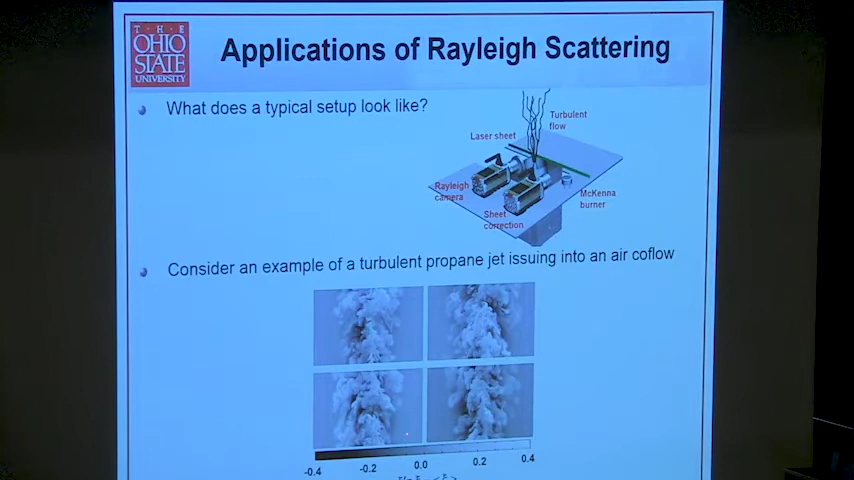 T · H · E
OHIO
STATE
UNIVERSITY
Applications of Rayleigh Scattering
What does a typical setup look like?
Turbulent
flow
Laser sheet
Rayleigh
camera
McKenna
burner
Sheet
correction
Consider an example of a turbulent propane jet issuing into an air coflow
-0.4 -0.2 0.0 0.2 0.4